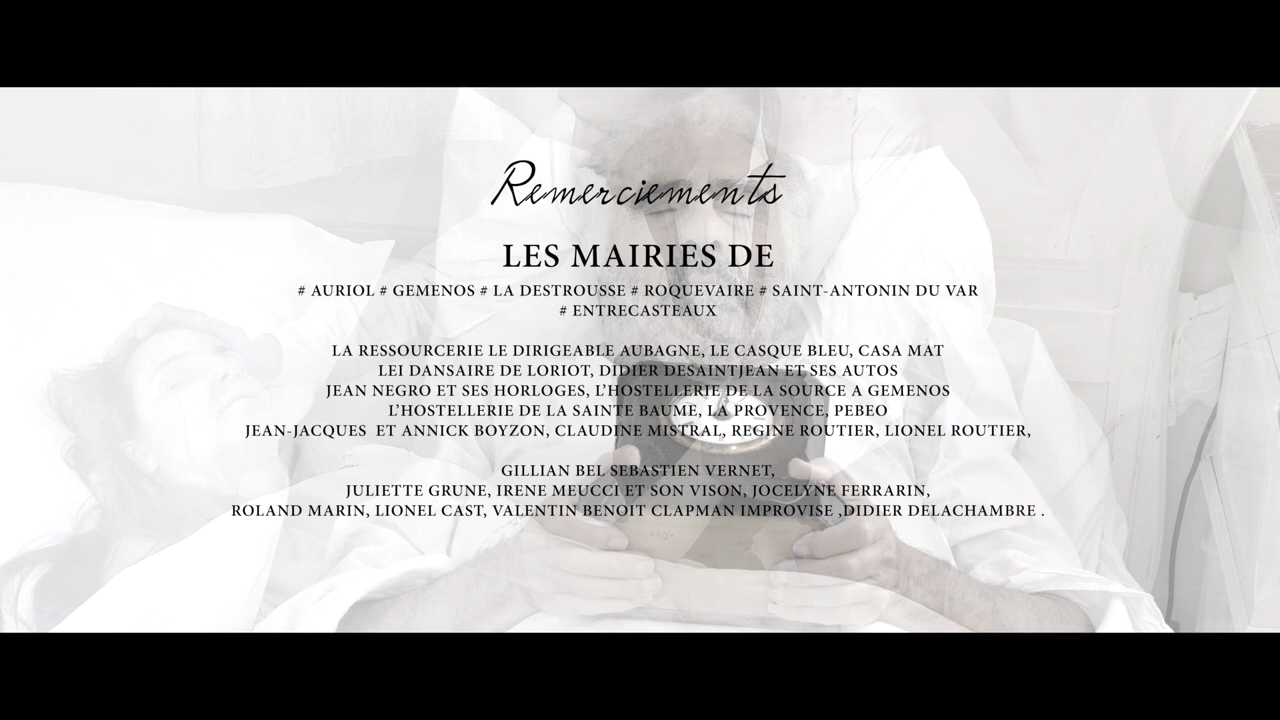 Remerciements
LES MAIRIES DE
# AURIOL # GEMENOS # LA DESTROUSSE # ROQUEVAIRE # SAINT-ANTONIN DU VAR
# ENTRECASTEAUX
LA RESSOURCERIE LE DIRIGEABLE AUBAGNE, LE CASQUE BLEU, CASA MAT
LEI DANSAIRE DE LORIOT, DIDIER DESAINTJEAN ET SES AUTOS
JEAN NEGRO ET SES HORLOGES, L'HOSTELLERIE DE LA SOURCE A GEMENOS
L'HOSTELLERIE DE LA SAINTE BAUME, LA PROVENCE, PEBEO
JEAN-JACQUES  ET ANNICK BOYZON, CLAUDINE MISTRAL, REGINE ROUTIER, LIONEL ROUTIER,
GILLIAN BEL SEBASTIEN VERNET,
JULIETTE GRUNE, IRENE MEUCCI ET SON VISON, JOCELYNE FERRARIN,
ROLAND MARIN, LIONEL CAST, VALENTIN BENOIT CLAPMAN IMPROVISE ,DIDIER DELACHAMBRE .